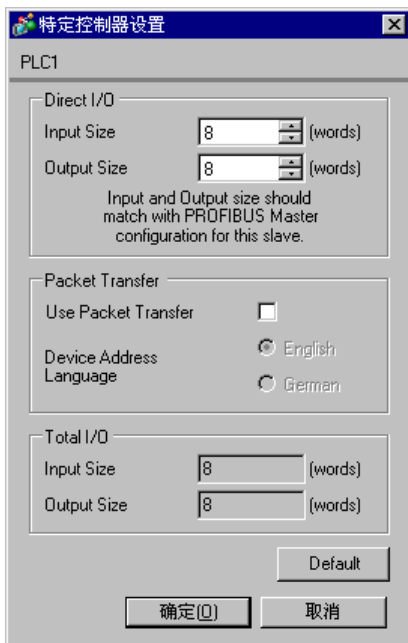 特定控制器设置
PLC1
Direct I/O
Input Size 8 (words)
Output Size 8 (words)
Input and Output size should
match with PROFIBUS Master
configuration for this slave.
Packet Transfer
Use Packet Transfer
Device Address
Language
English
German
Total I/O
Input Size 8 (words)
Output Size 8 (words)
Default
确定(O) 取消